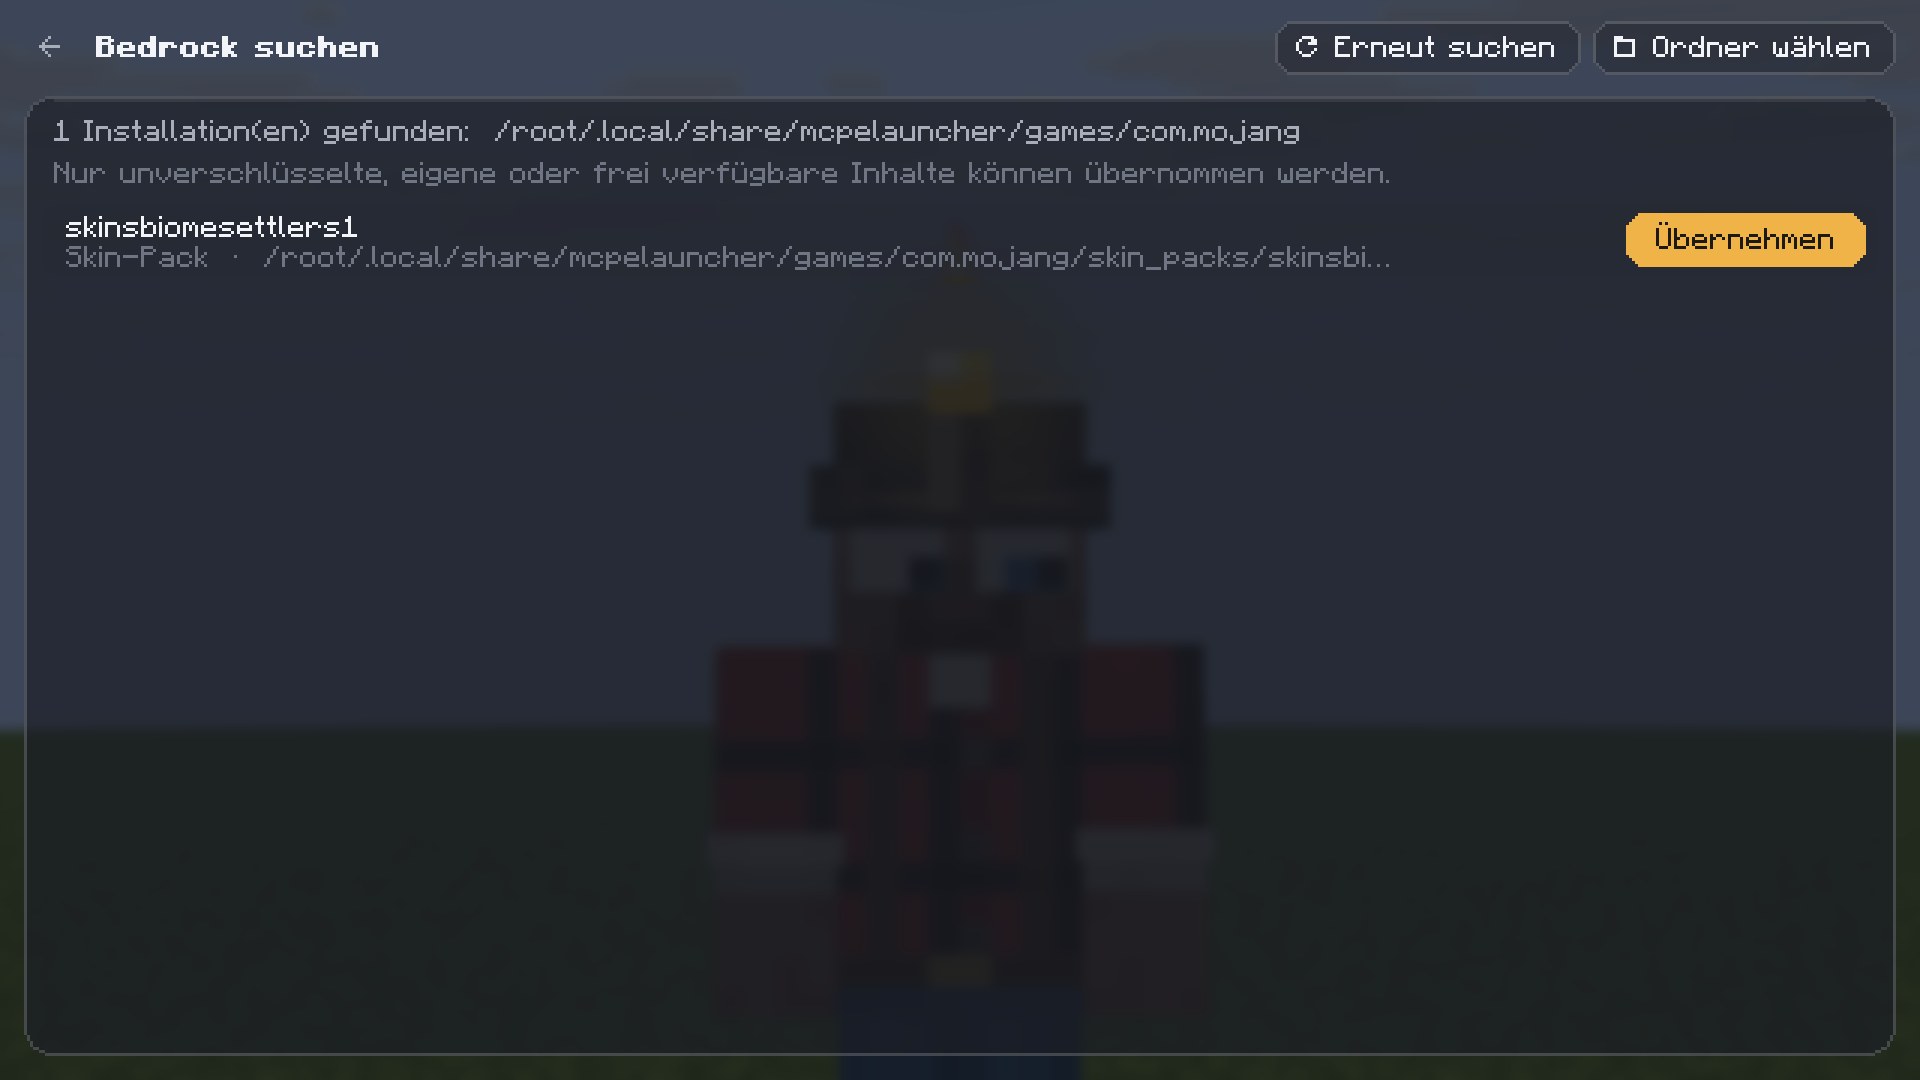 Bedrock suchen
Erneut suchen
Ordner wählen
1 Installation(en) gefunden: /root/.local/share/mcpelauncher/games/com.mojang
Nur unverschlüsselte, eigene oder frei verfügbare Inhalte können übernommen werden.
skinsbiomesettlers1
Skin-Pack · /root/.local/share/mcpelauncher/games/com.mojang/skin_packs/skinsbi...
Übernehmen